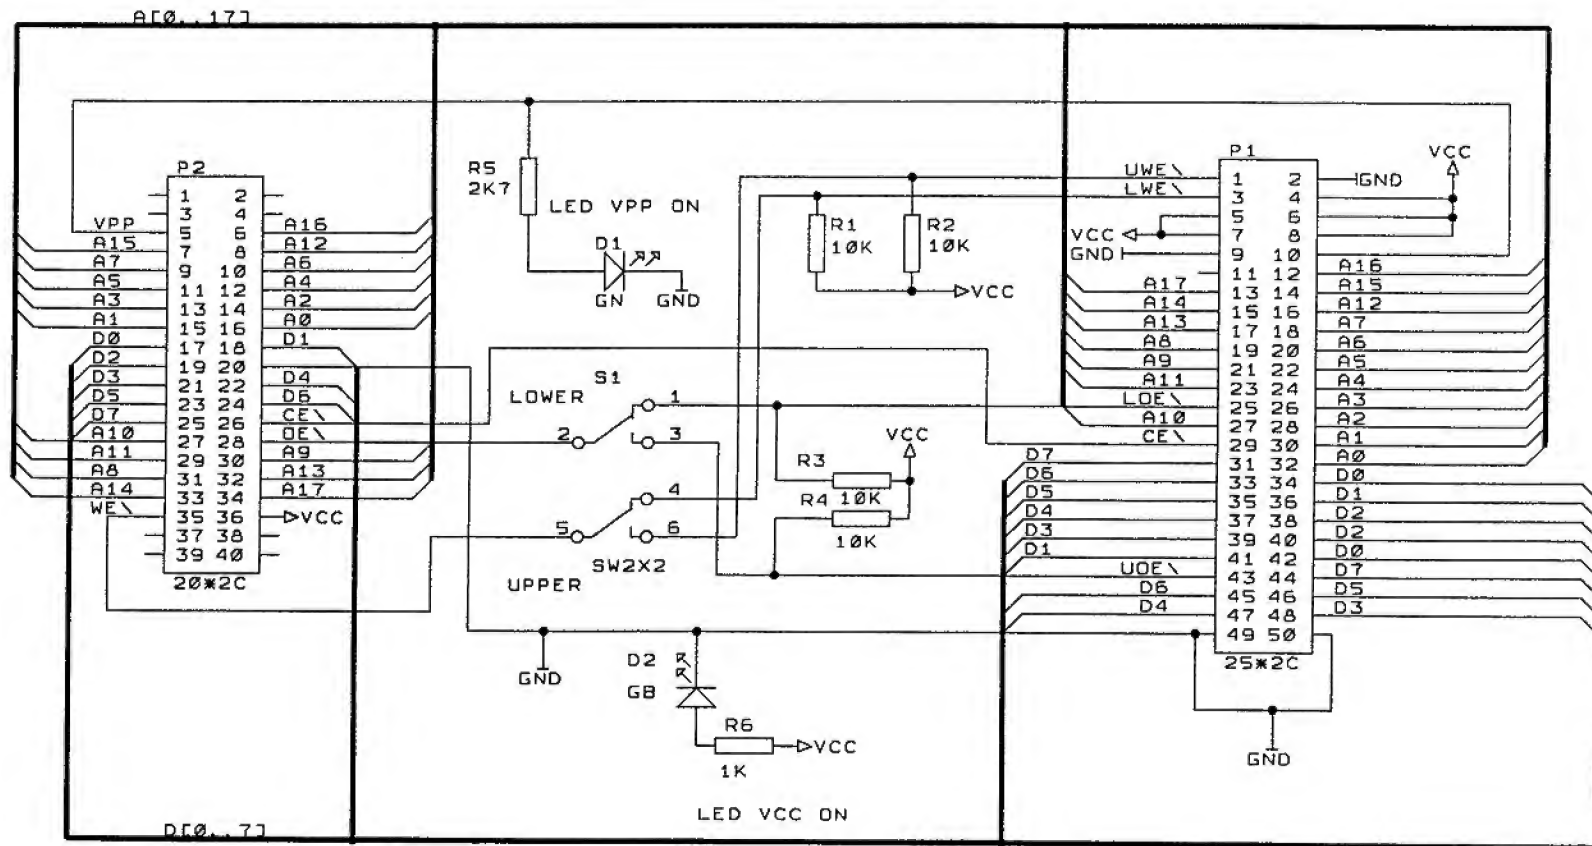 A[0..17]
P2
1 2
3 4
VPP 5 6 A16
A15 7 8 A12
A7 9 10 A6
A5 11 12 A4
A3 13 14 A2
A1 15 16 A0
D0 17 18 D1
D2 19 20
D3 21 22 D4
D5 23 24 D6
D7 25 26 CE\
A10 27 28 OE\
A11 29 30 A9
A8 31 32 A13
A14 33 34 A17
WE\ 35 36 VCC
37 38
39 40
20*2C
R5
2K7
LED VPP ON
D1
GN
GND
R1
10K
R2
10K
VCC
S1
LOWER
1
2
3
4
5
6
SW2X2
UPPER
VCC
R3
10K
R4
10K
GND
D2
GB
R6
1K
VCC
LED VCC ON
P1
VCC
UWE\ 1 2 GND
LWE\ 3 4
5 6
VCC 7 8
GND 9 10
11 12 A16
A17 13 14 A15
A14 15 16 A12
A13 17 18 A7
A8 19 20 A6
A9 21 22 A5
A11 23 24 A4
LOE\ 25 26 A3
A10 27 28 A2
CE\ 29 30 A1
D7 31 32 A0
D6 33 34 D0
D5 35 36 D1
D4 37 38 D2
D3 39 40 D2
D1 41 42 D0
UOE\ 43 44 D7
D6 45 46 D5
D4 47 48 D3
49 50
25*2C
GND
D[0..7]